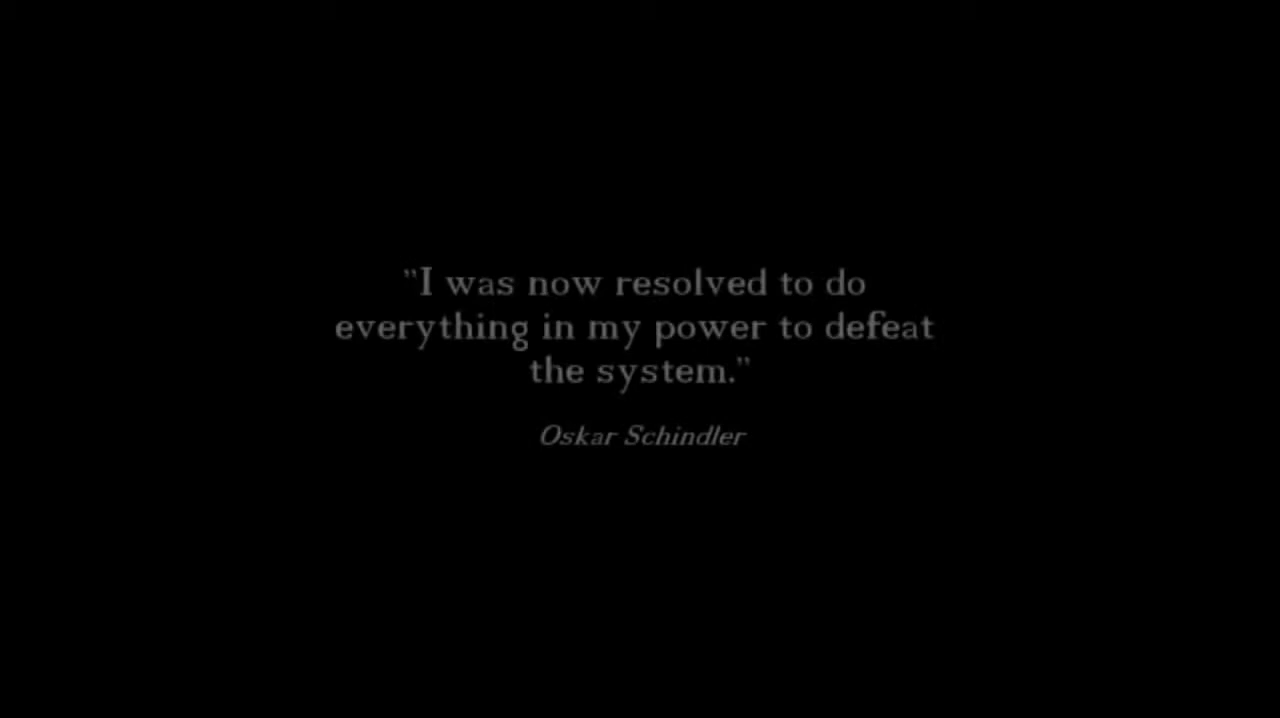 "I was now resolved to do
everything in my power to defeat
the system."
Oskar Schindler